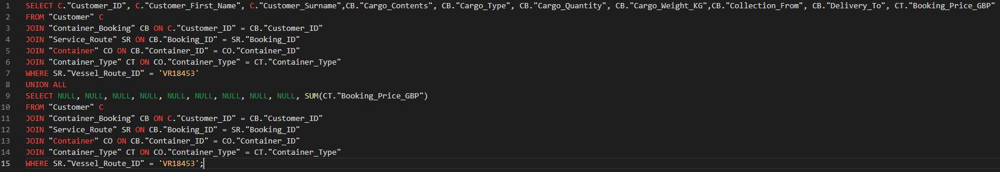 1 SELECT C."Customer_ID", C."Customer_First_Name", C."Customer_Surname",CB."Cargo_Contents", CB."Cargo_Type", CB."Cargo_Quantity", CB."Cargo_Weight_KG",CB."Collection_From", CB."Delivery_To", CT."Booking_Price_GBP"
2 FROM "Customer" C
3 JOIN "Container_Booking" CB ON C."Customer_ID" = CB."Customer_ID"
4 JOIN "Service_Route" SR ON CB."Booking_ID" = SR."Booking_ID"
5 JOIN "Container" CO ON CB."Container_ID" = CO."Container_ID"
6 JOIN "Container_Type" CT ON CO."Container_Type" = CT."Container_Type"
7 WHERE SR."Vessel_Route_ID" = 'VR18453'
8 UNION ALL
9 SELECT NULL, NULL, NULL, NULL, NULL, NULL, NULL, NULL, NULL, SUM(CT."Booking_Price_GBP")
10 FROM "Customer" C
11 JOIN "Container_Booking" CB ON C."Customer_ID" = CB."Customer_ID"
12 JOIN "Service_Route" SR ON CB."Booking_ID" = SR."Booking_ID"
13 JOIN "Container" CO ON CB."Container_ID" = CO."Container_ID"
14 JOIN "Container_Type" CT ON CO."Container_Type" = CT."Container_Type"
15 WHERE SR."Vessel_Route_ID" = 'VR18453';